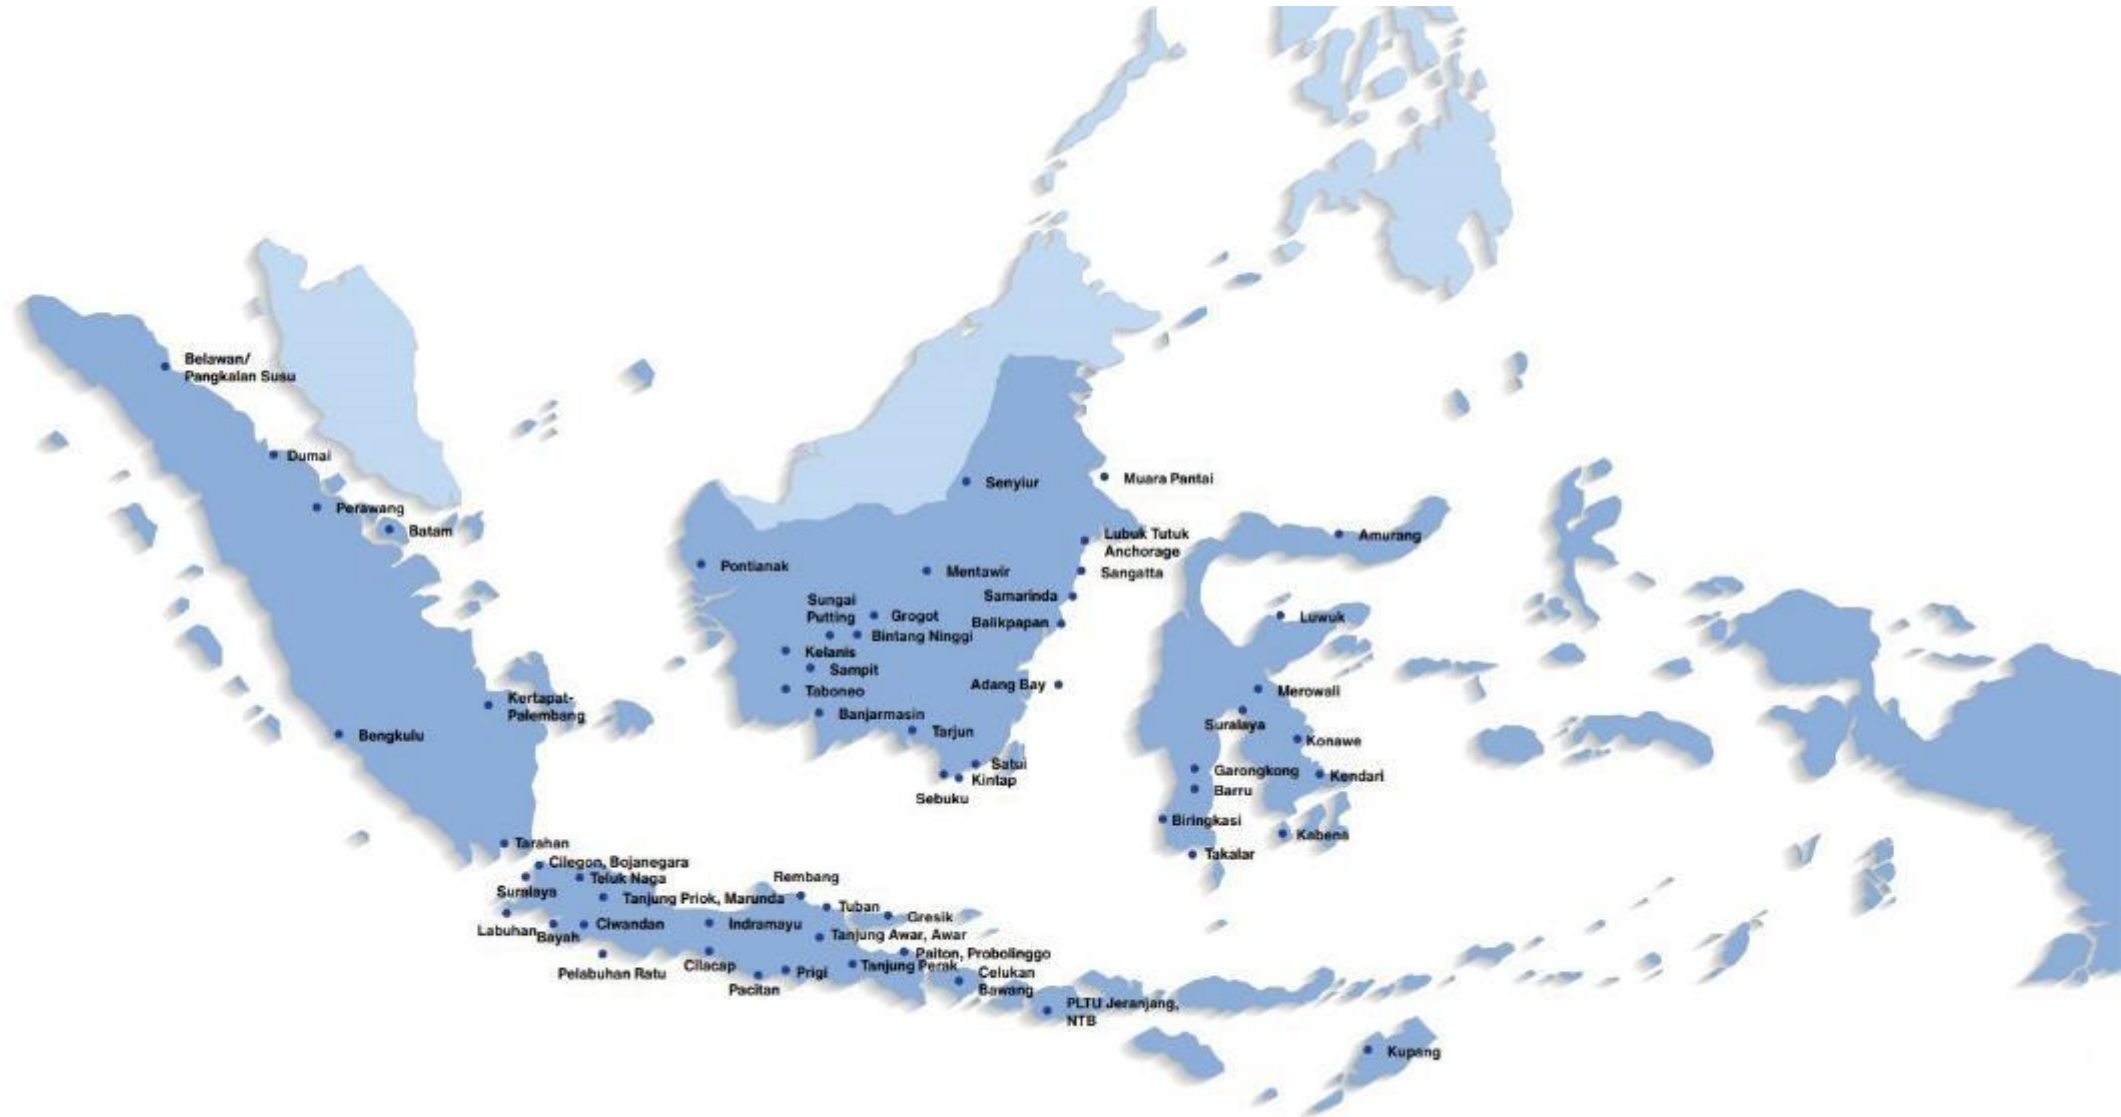 Belawan/
Pangkalan Susu
Dumai
Perawang
Batam
Kertapat-
Palembang
Bengkulu
Tarahan
Senyiur
Muara Pantai
Lubuk Tutuk
Anchorage
Pontianak
Mentawir
Sangatta
Sungai
Putting
Samarinda
Grogot
Balikpapan
Bintang Ninggi
Kelanis
Sampit
Adang Bay
Taboneo
Banjarmasin
Tarjun
Satui
Kintap
Sebuku
Amurang
Luwuk
Merowali
Suralaya
Konawe
Garongkong
Kendari
Barru
Biringkasi
Kabena
Takalar
Cilegon, Bojanegara
Teluk Naga
Suralaya
Rembang
Tanjung Priok, Marunda
Tuban
Gresik
Labuhan
Bayah
Ciwandan
Indramayu
Tanjung Awar, Awar
Paiton, Probolinggo
Pelabuhan Ratu
Cilacap
Prigi
Tanjung Perak
Celukan
Bawang
Pacitan
PLTU Jeranjang,
NTB
Kupang